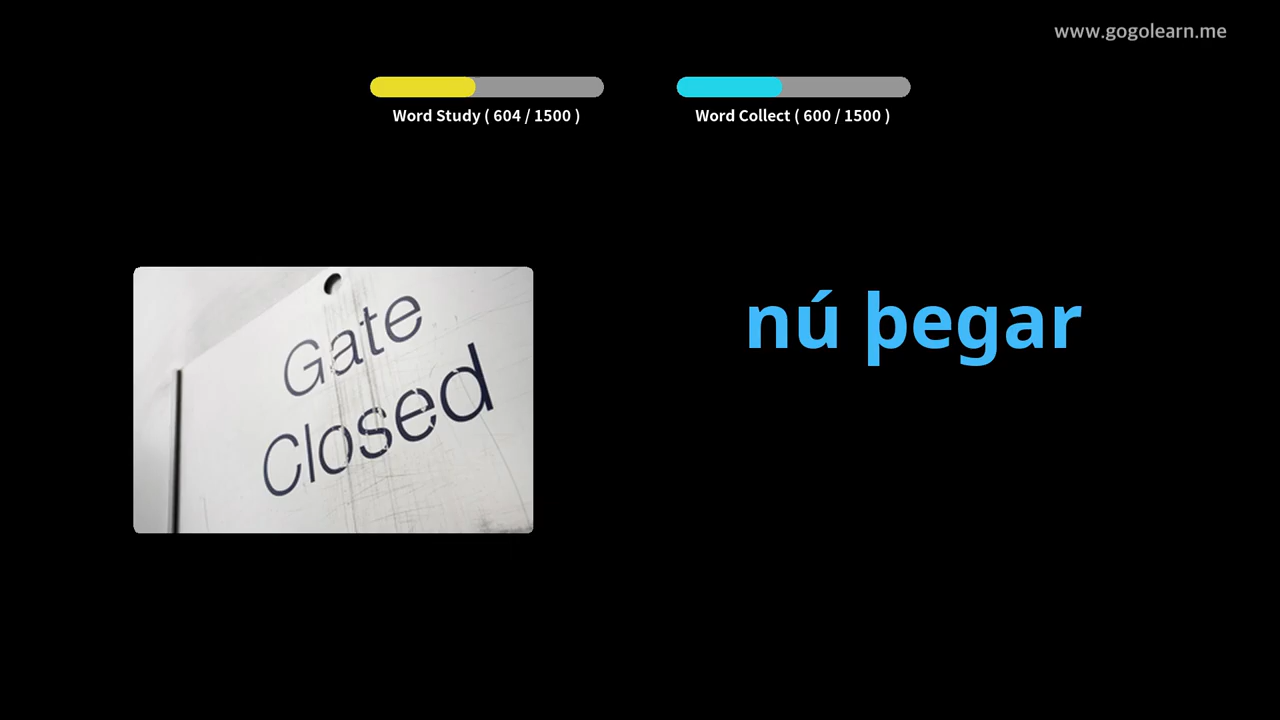 www.gogolearn.me
Word Study ( 604 / 1500 )
Word Collect ( 600 / 1500 )
Gate
Closed
nú þegar